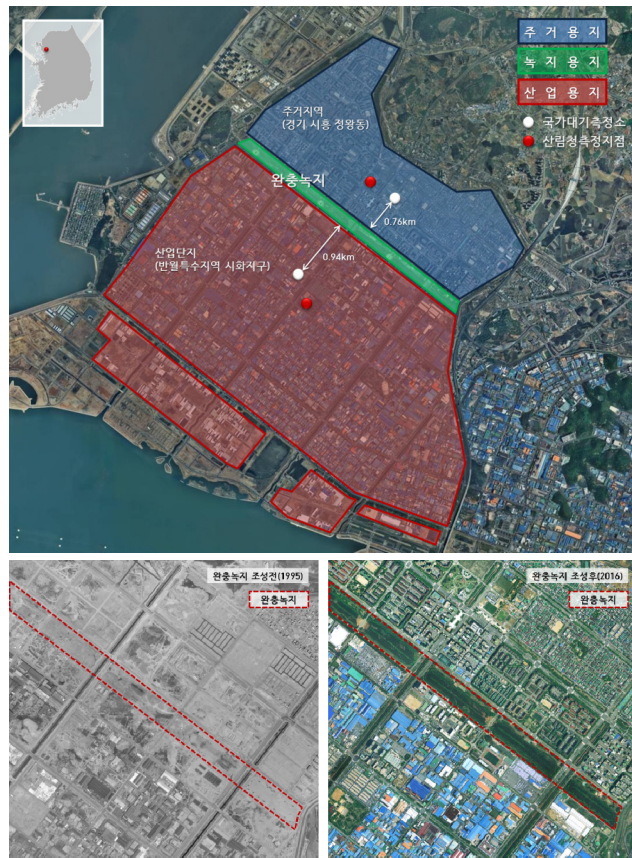 주 거 용 지
녹 지 용 지
산 업 용 지
국가대기측정소
산림청측정지점
주거지역
(경기 시흥 정왕동)
완충녹지
0.76km
0.94km
산업단지
(반월특수지역 시화지구)
완충녹지 조성전(1995)
완충녹지
완충녹지 조성후(2016)
완충녹지